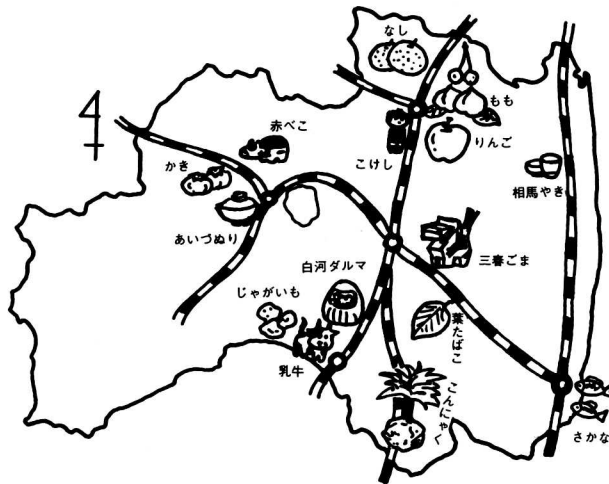 なし
もも
りんご
こけし
赤べこ
かき
あいづぬり
相馬やき
三春ごま
白河ダルマ
じゃがいも
乳牛
葉たばこ
こんにゃく
さかな